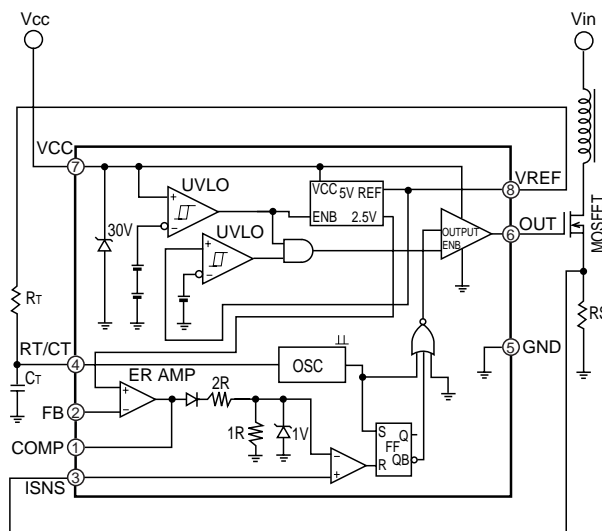 Vcc
Vin
VCC
7
UVLO
VCC
5V REF
ENB
2.5V
VREF
8
30V
UVLO
OUTPUT
ENB
OUT
6
MOSFET
RT
RS
RT/CT
4
OSC
5
GND
CT
ER AMP
2R
FB
2
1R
1V
S
Q
FF
R
QB
COMP
1
3
ISNS
+
−
+
−
+
−
−
+